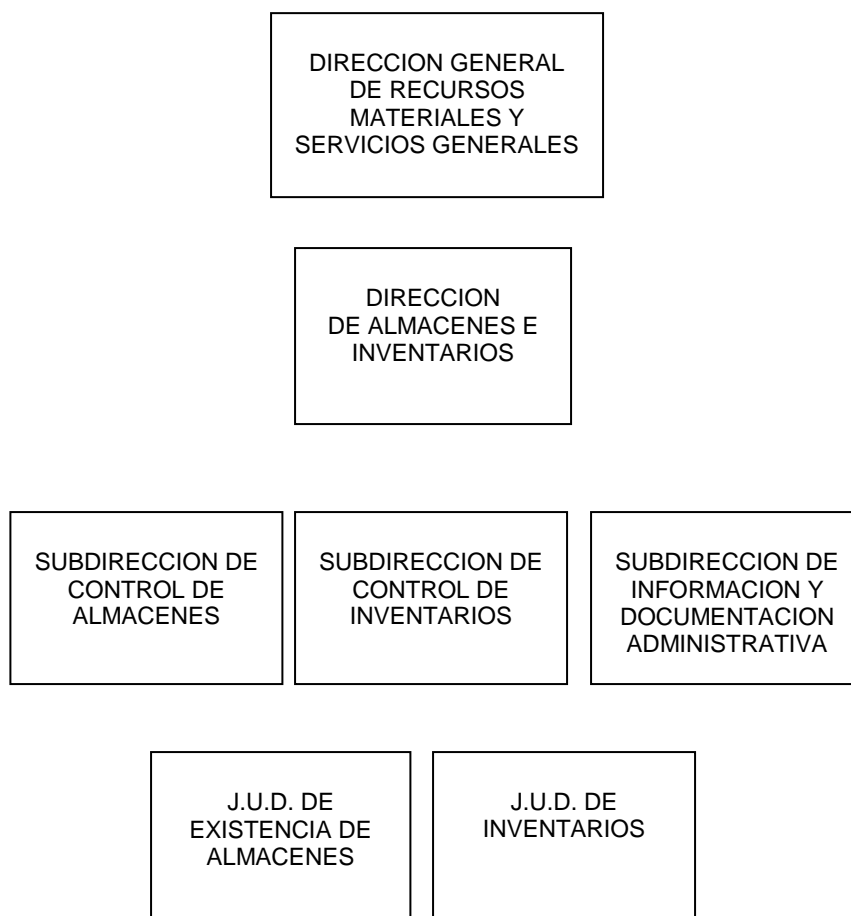 DIRECCION GENERAL
DE RECURSOS
MATERIALES Y
SERVICIOS GENERALES
DIRECCION
DE ALMACENES E
INVENTARIOS
SUBDIRECCION DE
CONTROL DE
ALMACENES
SUBDIRECCION DE
CONTROL DE
INVENTARIOS
SUBDIRECCION DE
INFORMACION Y
DOCUMENTACION
ADMINISTRATIVA
J.U.D. DE
EXISTENCIA DE
ALMACENES
J.U.D. DE
INVENTARIOS